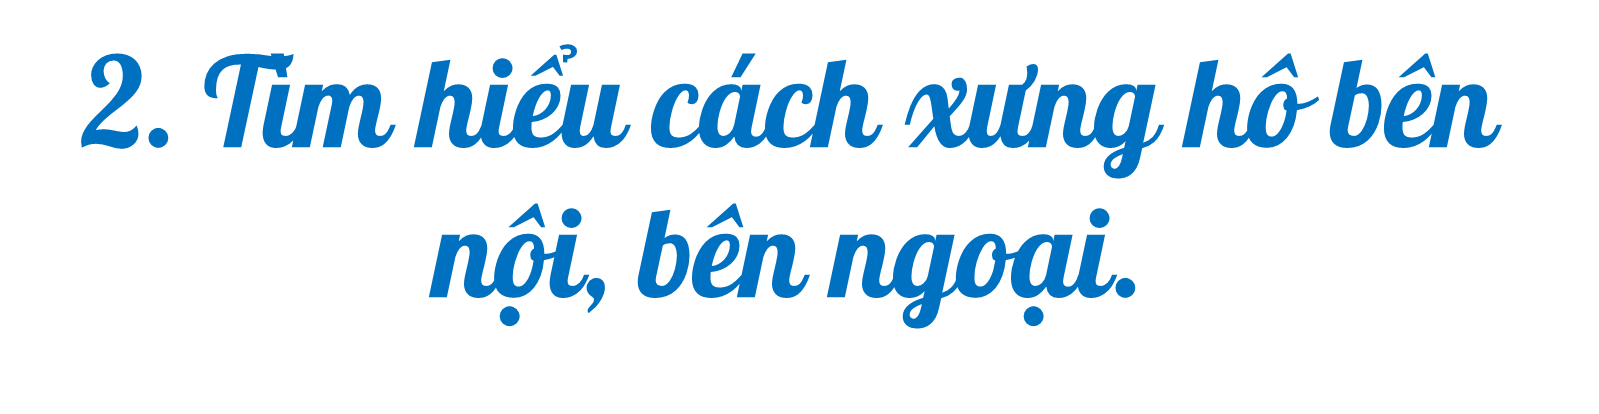 2. Tìm hiểu cách xưng hô bên
nội, bên ngoại.